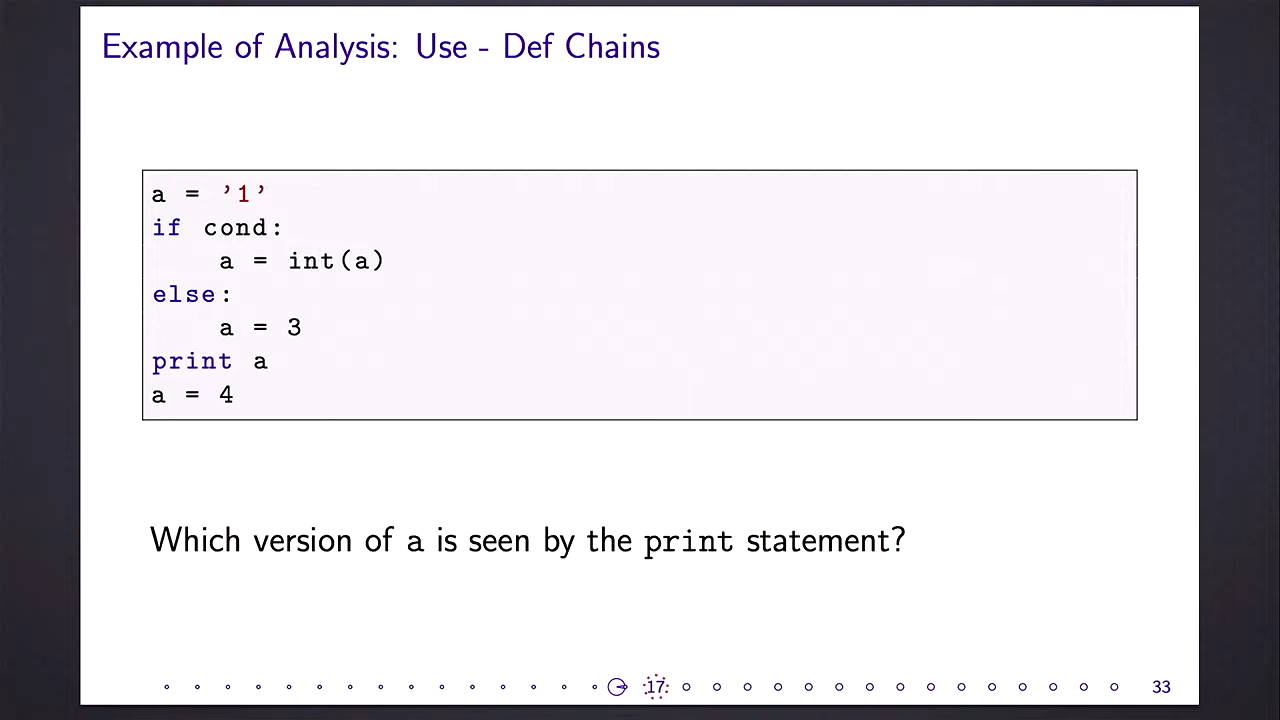 Example of Analysis: Use - Def Chains
a = ’1’
if cond:
    a = int(a)
else:
    a = 3
print a
a = 4
Which version of a is seen by the print statement?
17
33